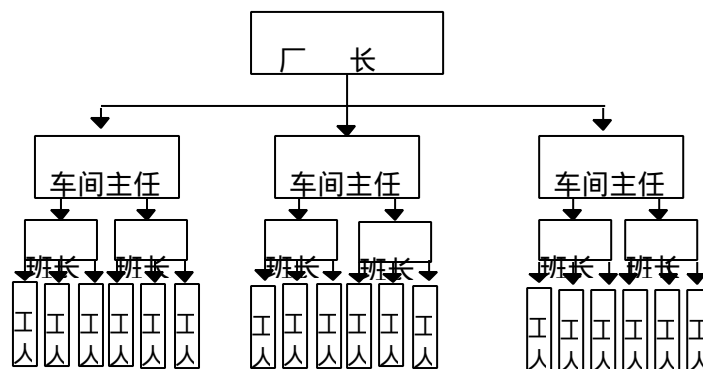 厂 长
车间主任 车间主任 车间主任
班长 班长 班长 班长 班长 班长
工人 工人 工人 工人 工人 工人 工人 工人 工人 工人 工人 工人 工人 工人 工人 工人 工人 工人